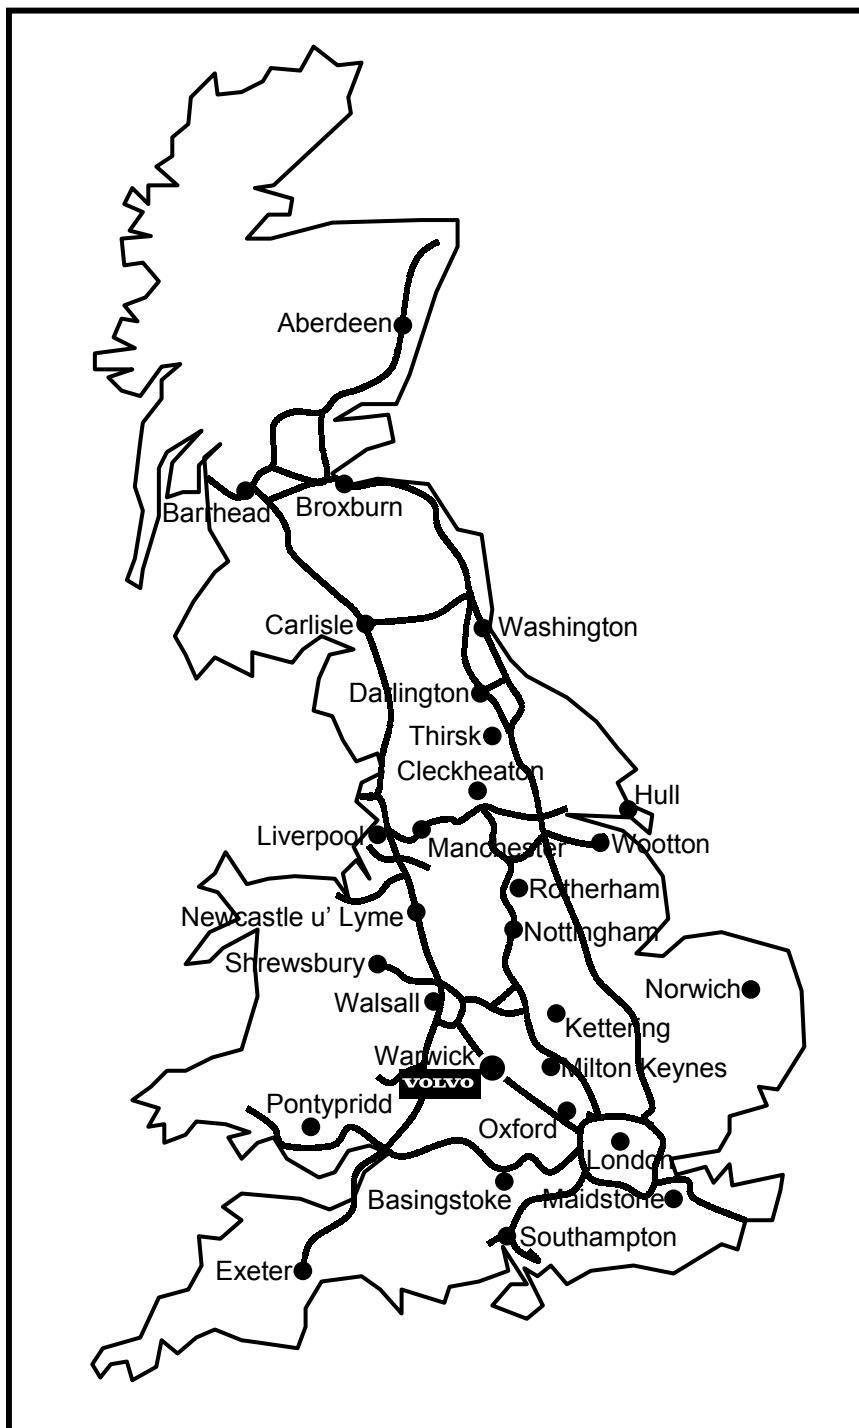 Aberdeen
Barrhead
Broxburn
Carlisle
Washington
Darlington
Thirsk
Cleckheaton
Hull
Liverpool
Manchester
Wootton
Rotherham
Newcastle u' Lyme
Nottingham
Shrewsbury
Norwich
Walsall
Kettering
Warwick
Milton Keynes
VOLVO
Pontypridd
Oxford
London
Basingstoke
Maidstone
Southampton
Exeter